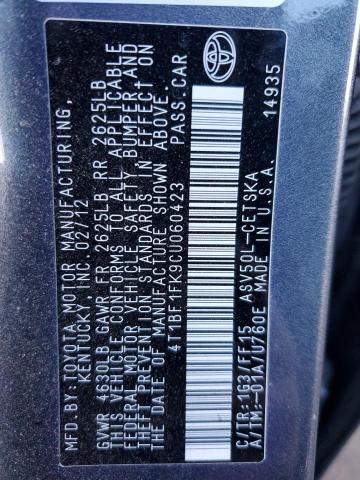 MFD.BY:TOYOTA MOTOR MANUFACTURING,
KENTUCKY,INC. 02/12
GVWR 4630LB GAWR FR 2625LB RR 2625LB
THIS VEHICLE CONFORMS TO ALL APPLICABLE
FEDERAL MOTOR VEHICLE SAFETY, BUMPER, AND
THEFT PREVENTION STANDARDS IN EFFECT ON
THE DATE OF MANUFACTURE SHOWN ABOVE.
4T1BF1FK9CU060423 PASS. CAR
C/TR:1G3/FF15 ASV50L-CETSKA
A/TM:-01A/U760E MADE IN U.S.A. 14935